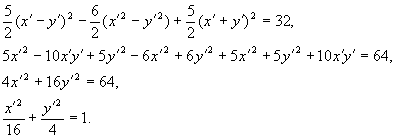 5/2 (x′ − y′)² − 6/2 (x′² − y′²) + 5/2 (x′ + y′)² = 32,
5x′² − 10x′y′ + 5y′² − 6x′² + 6y′² + 5x′² + 5y′² + 10x′y′ = 64,
4x′² + 16y′² = 64,
x′²/16 + y′²/4 = 1.